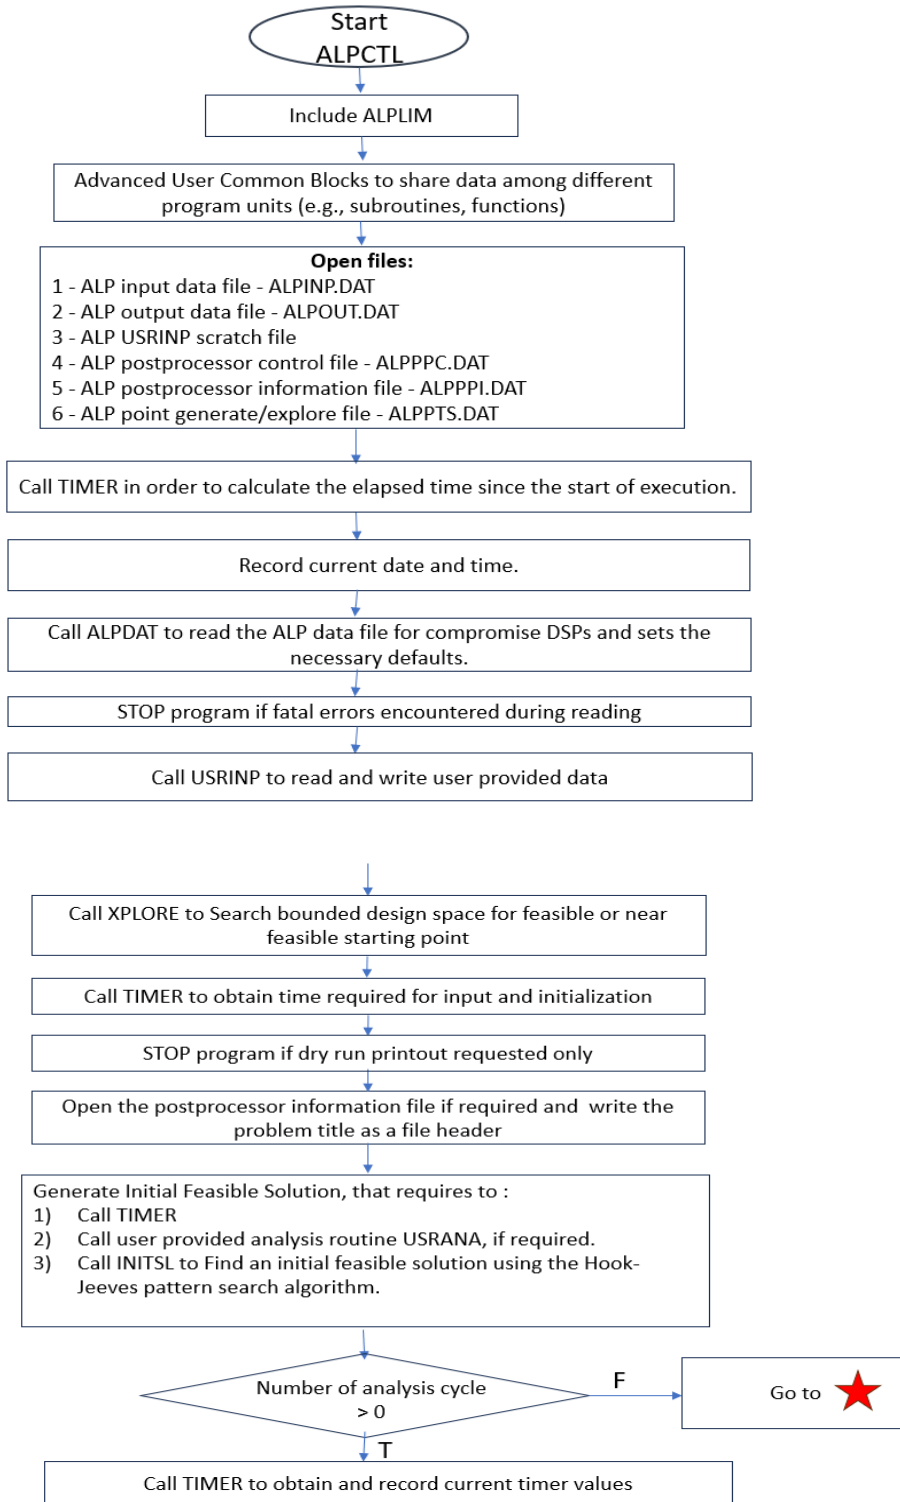 Start
ALPCTL
Include ALPLIM
Advanced User Common Blocks to share data among different
program units (e.g., subroutines, functions)
Open files:
1 - ALP input data file - ALPINP.DAT
2 - ALP output data file - ALPOUT.DAT
3 - ALP USRINP scratch file
4 - ALP postprocessor control file - ALPPPC.DAT
5 - ALP postprocessor information file - ALPPPI.DAT
6 - ALP point generate/explore file - ALPPTS.DAT
Call TIMER in order to calculate the elapsed time since the start of execution.
Record current date and time.
Call ALPDAT to read the ALP data file for compromise DSPs and sets the
necessary defaults.
STOP program if fatal errors encountered during reading
Call USRINP to read and write user provided data
Call XPLORE to Search bounded design space for feasible or near
feasible starting point
Call TIMER to obtain time required for input and initialization
STOP program if dry run printout requested only
Open the postprocessor information file if required and write the
problem title as a file header
Generate Initial Feasible Solution, that requires to :
1) Call TIMER
2) Call user provided analysis routine USRANA, if required.
3) Call INITSL to Find an initial feasible solution using the Hook-
Jeeves pattern search algorithm.
Number of analysis cycle
> 0
F
Go to
T
Call TIMER to obtain and record current timer values